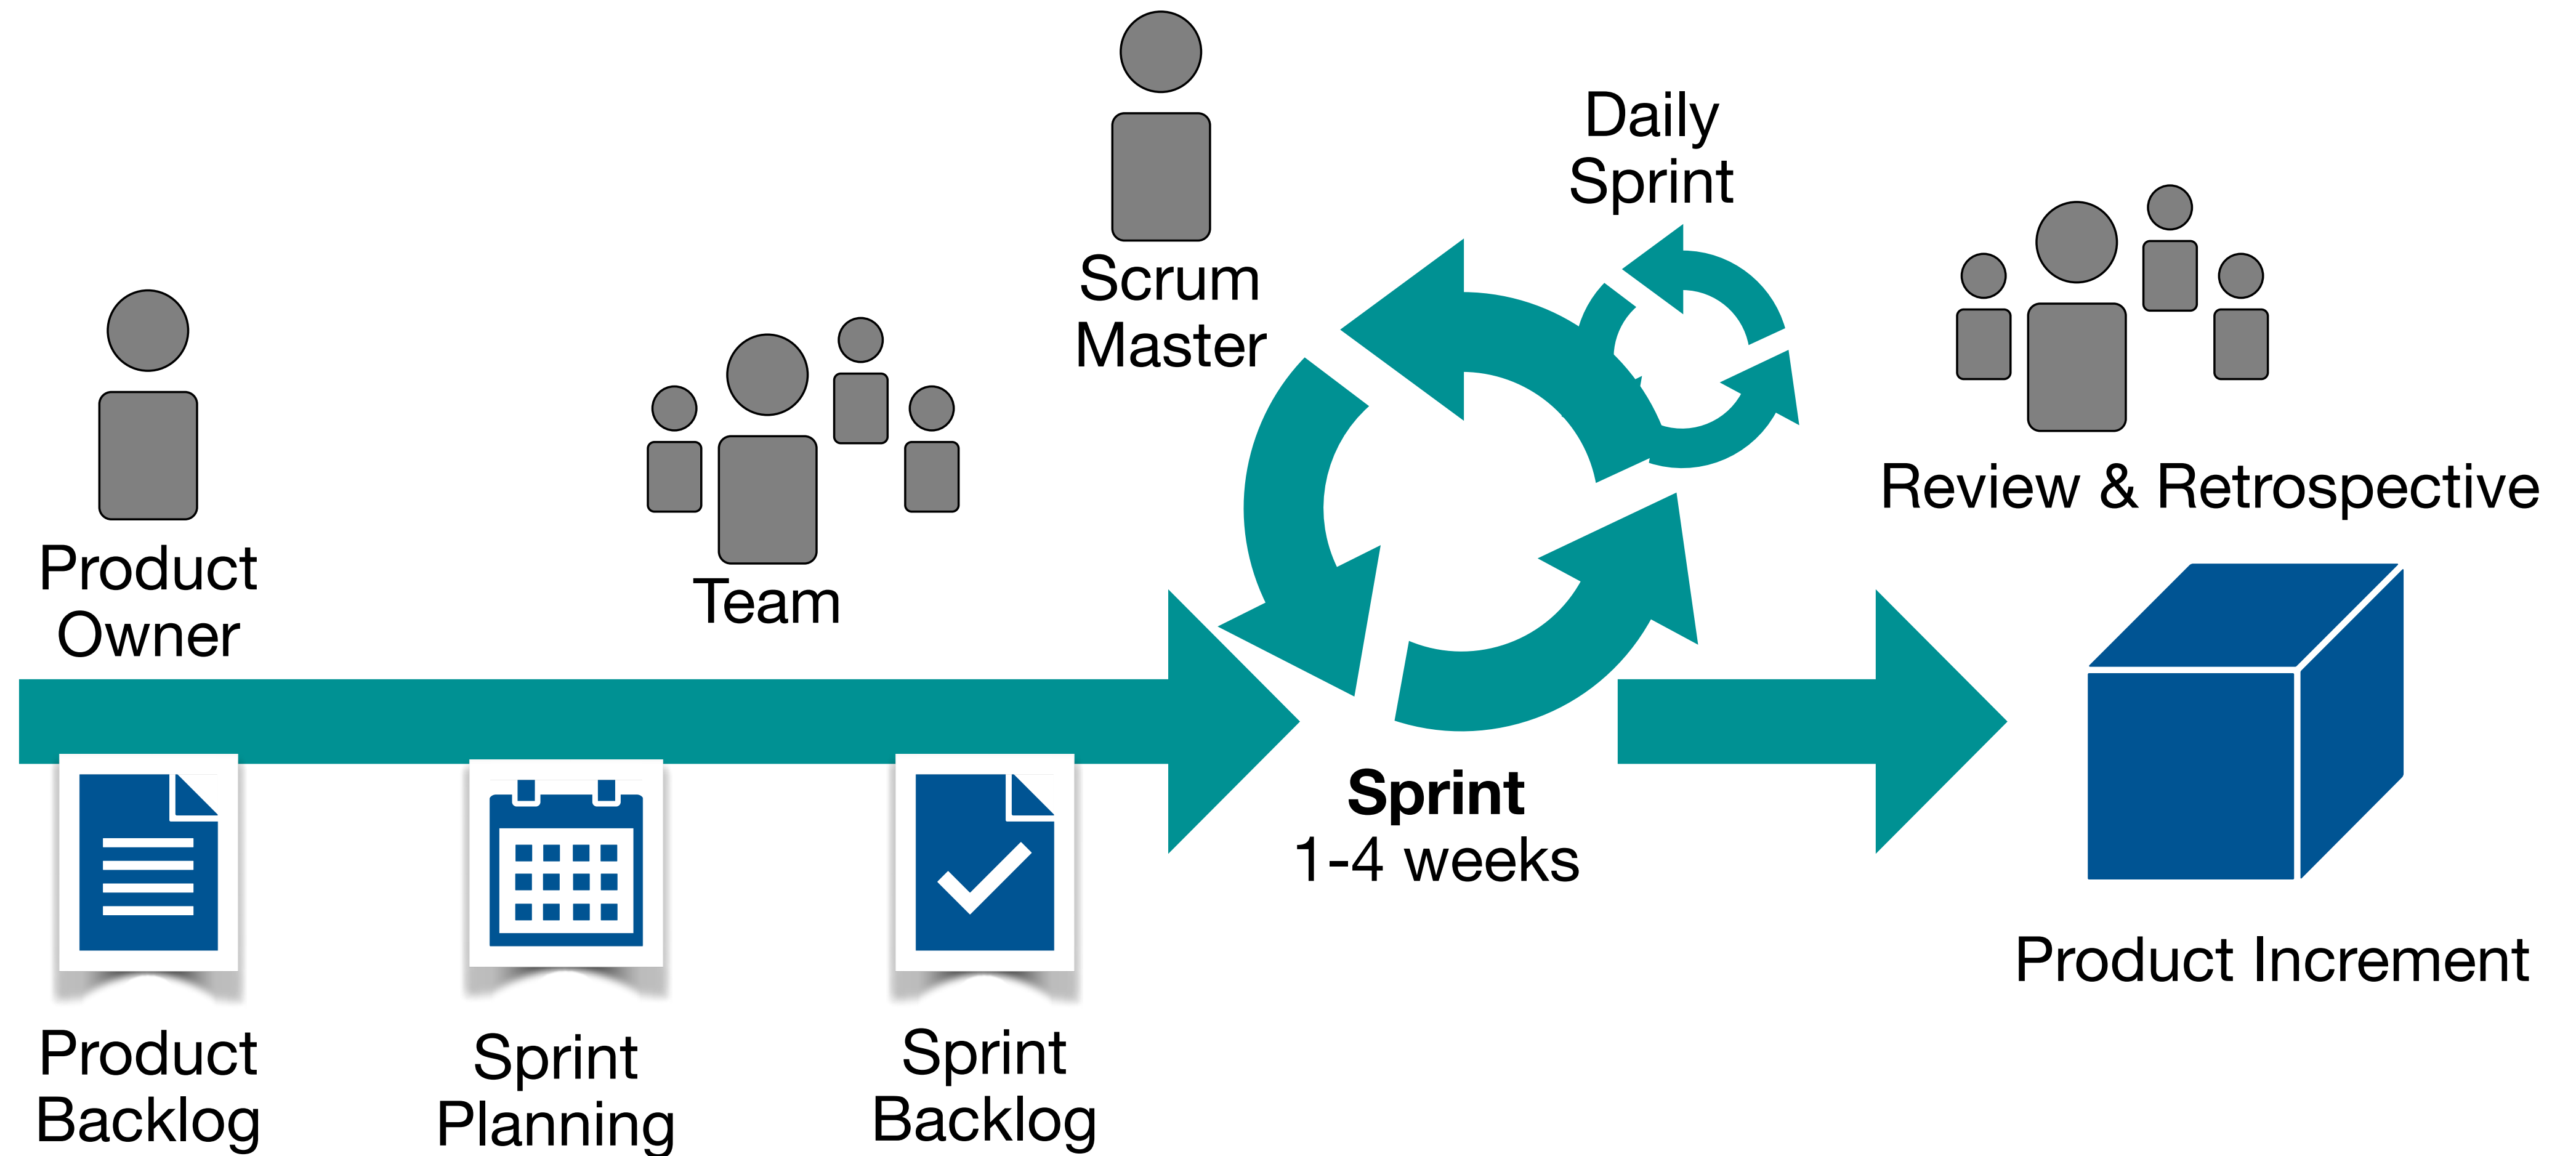 Daily
Sprint
Scrum
Master
Review & Retrospective
Product
Owner
Team
Sprint
1-4 weeks
Product Increment
Product
Backlog
Sprint
Planning
Sprint
Backlog